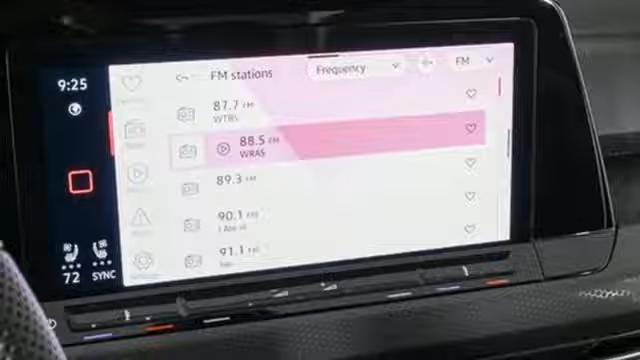 9:25
FM stations
Frequency
FM
87.7 FM
WTBS
88.5 FM
WRAS
89.3 FM
90.1 FM
91.1 FM
72 SYNC